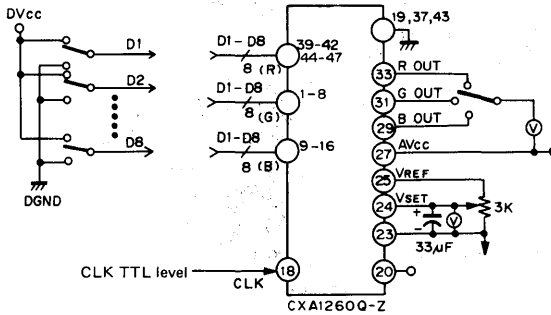 DVcc
D1
D2
D8
DGND
D1-D8
8 (R)
39-42
44-47
D1-D8
8 (G)
1-8
D1-D8
8 (B)
9-16
CLK TTL level
CLK
18
19,37,43
33 R OUT
31 G OUT
29 B OUT
V
27 AVcc
25 VREF
24 VSET
3K
+
V
-
23
33µF
20
CXA1260Q-Z